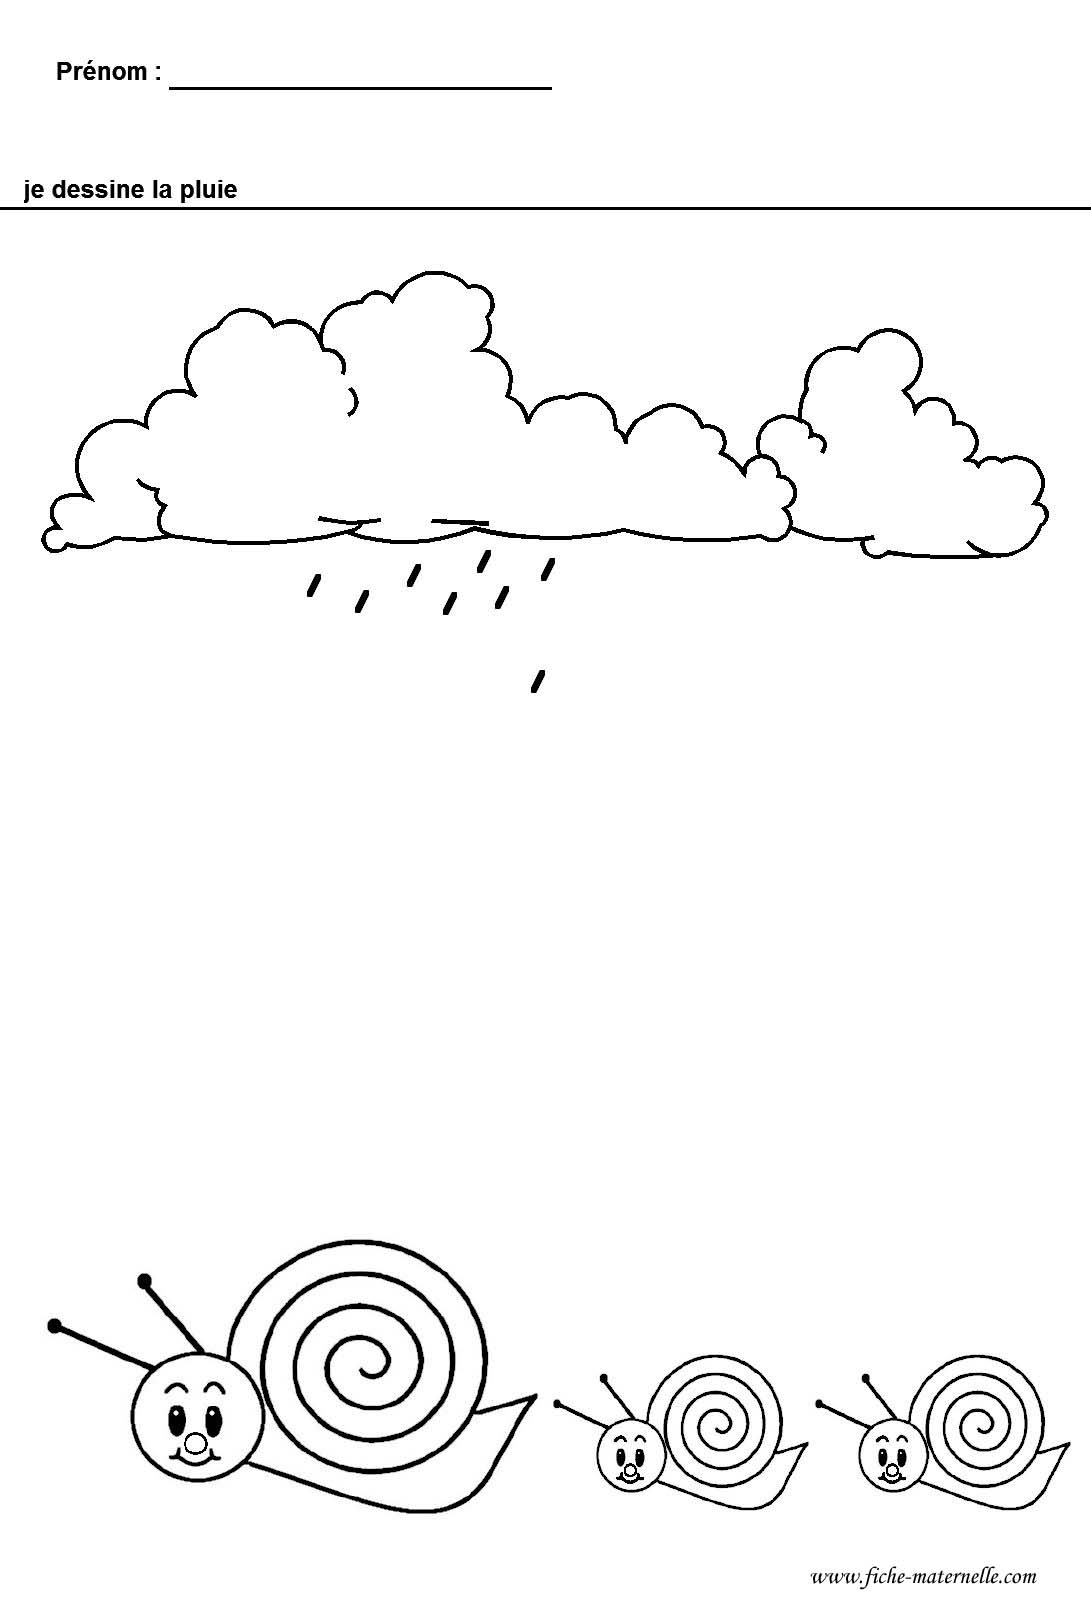 Prénom :
je dessine la pluie
www.fiche-maternelle.com